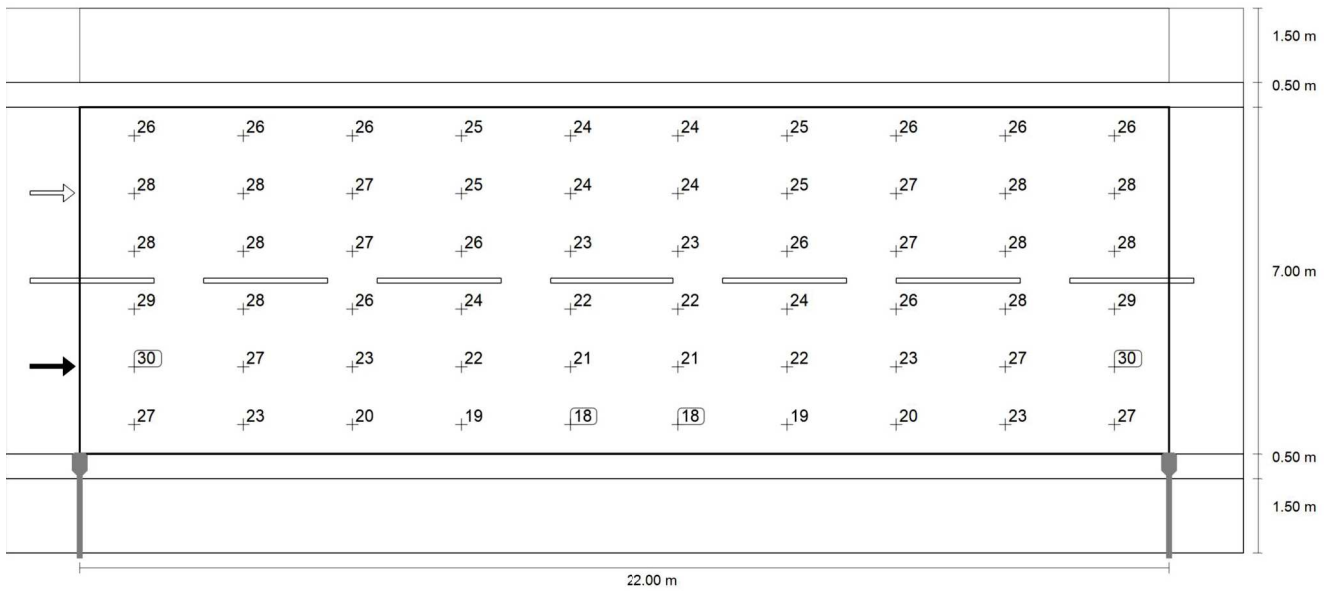 1.50 m
0.50 m
26 26 26 25 24 24 25 26 26 26
28 28 27 25 24 24 25 27 28 28
28 28 27 26 23 23 26 27 28 28
7.00 m
29 28 26 24 22 22 24 26 28 29
30 27 23 22 21 21 22 23 27 30
27 23 20 19 18 18 19 20 23 27
0.50 m
1.50 m
22.00 m